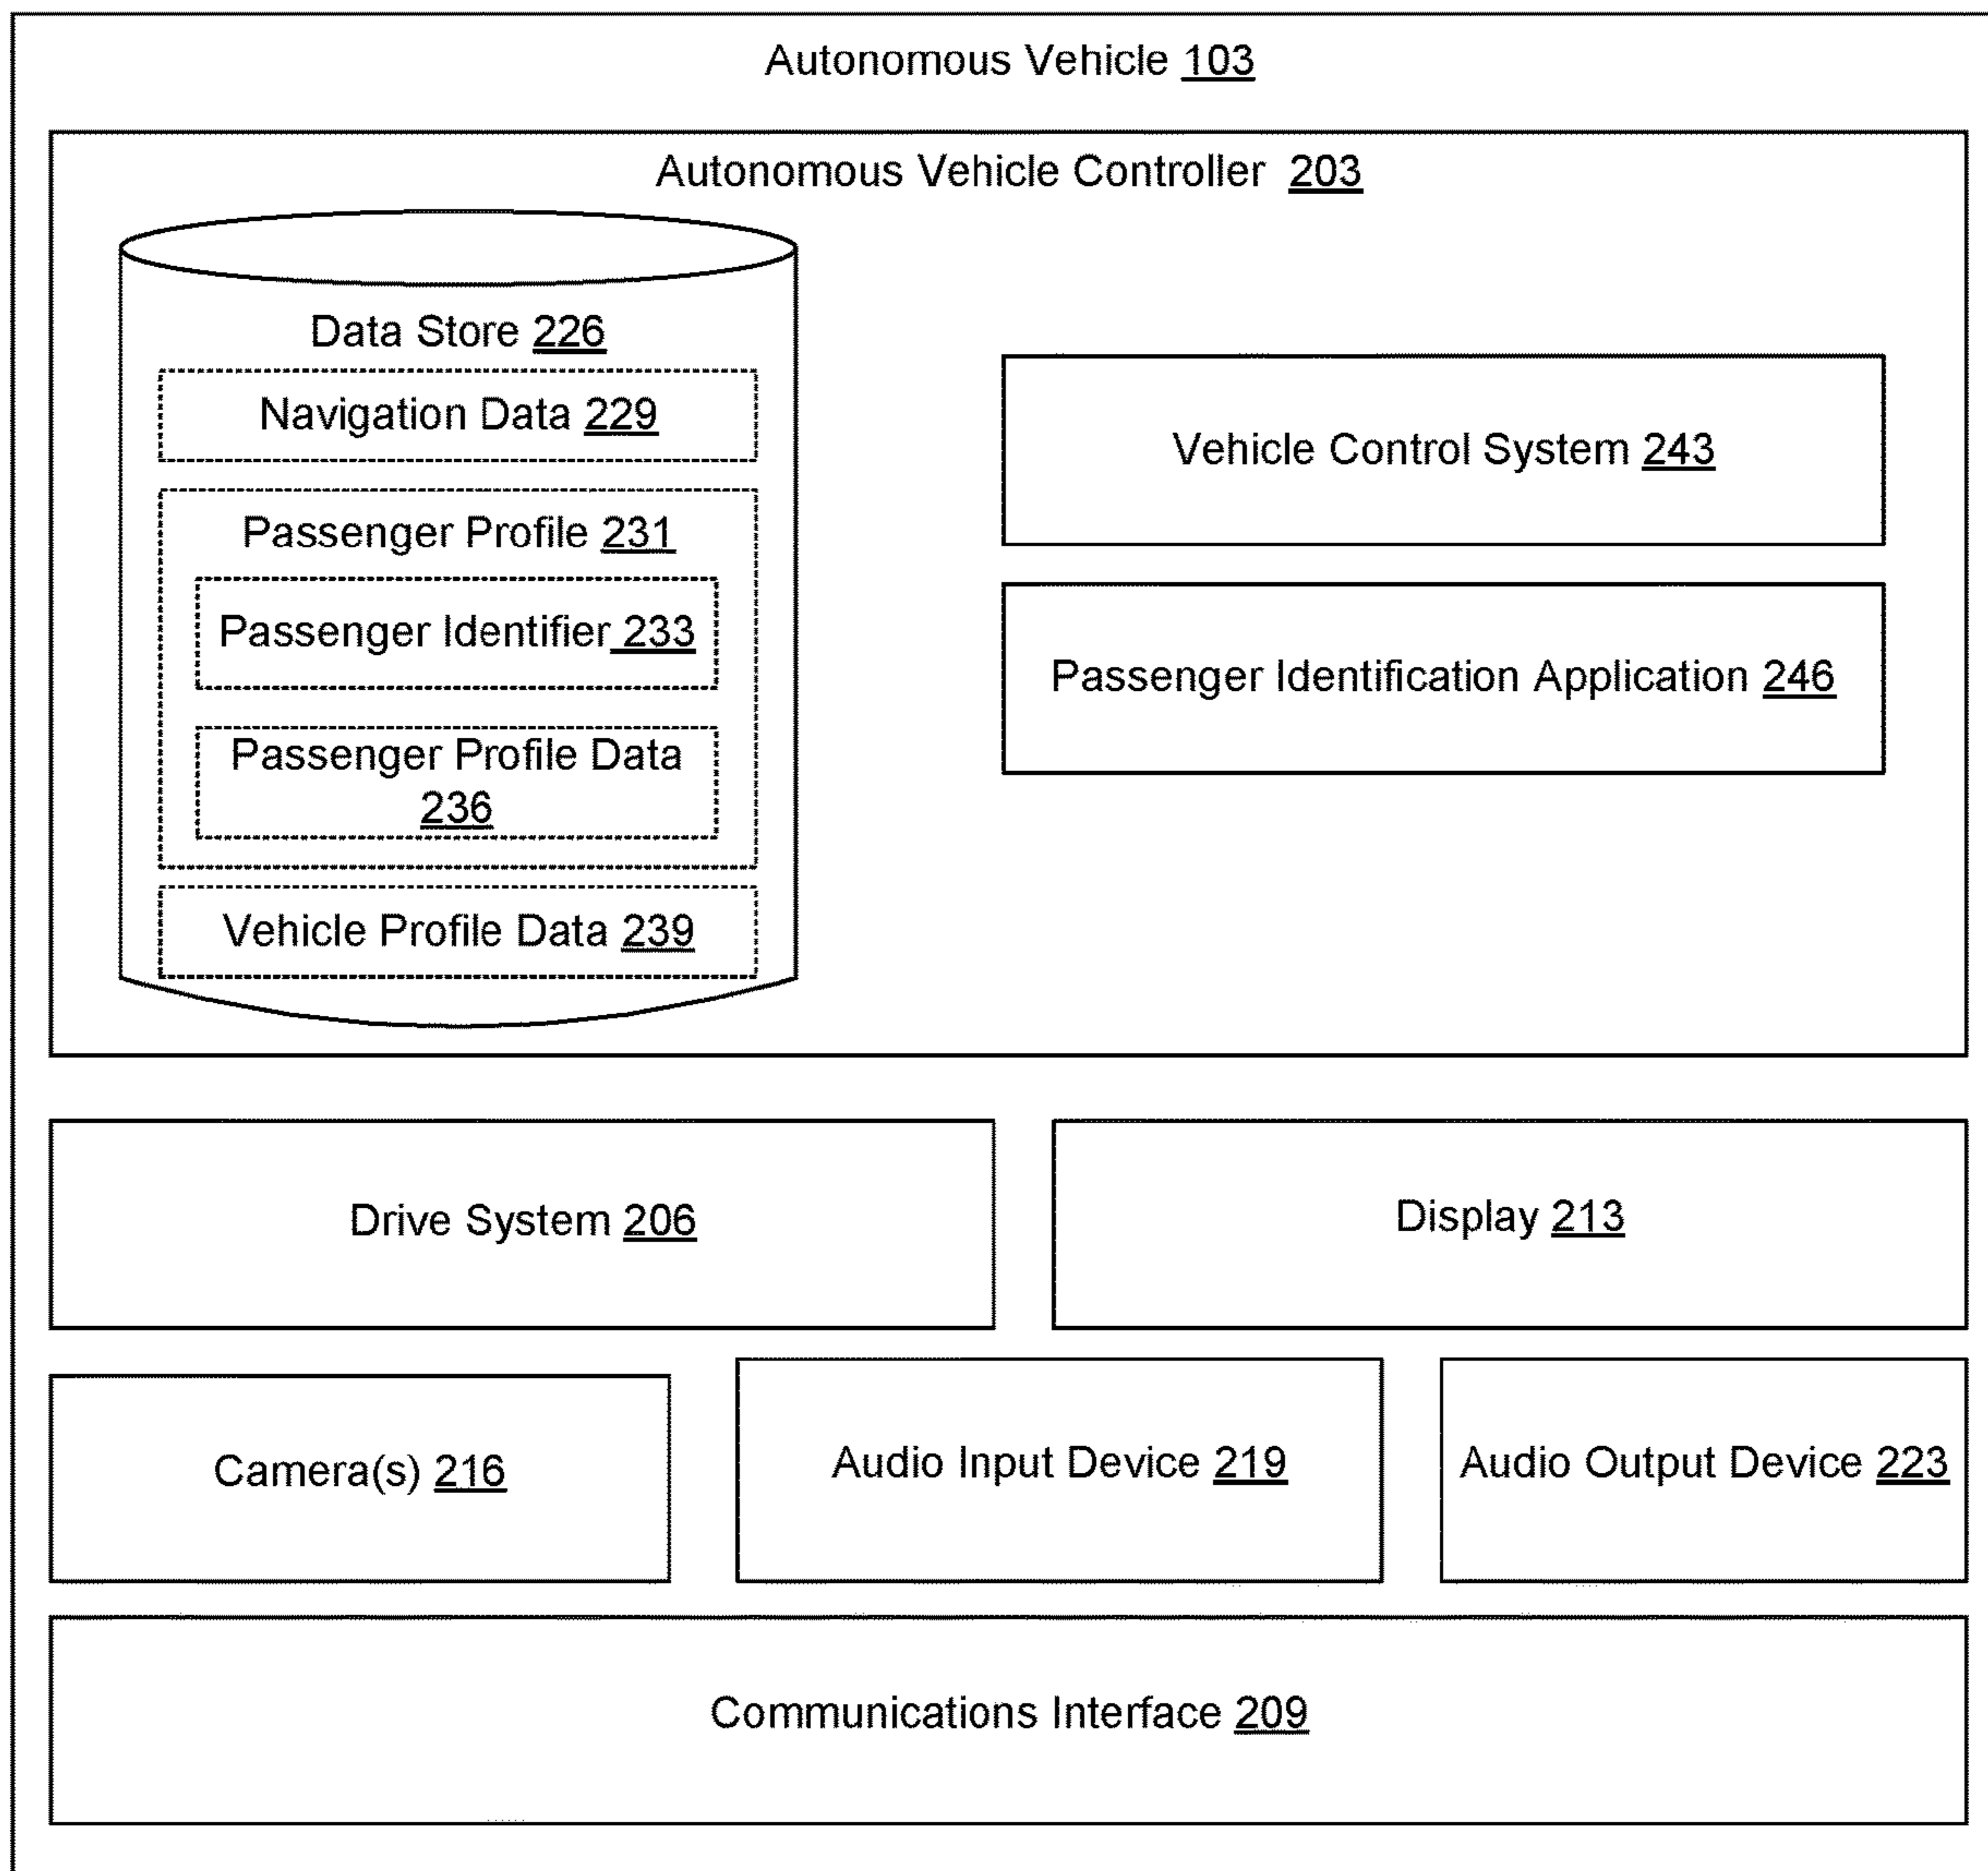 Autonomous Vehicle 103
Autonomous Vehicle Controller 203
Data Store 226
Navigation Data 229
Passenger Profile 231
Passenger Identifier 233
Passenger Profile Data
236
Vehicle Profile Data 239
Vehicle Control System 243
Passenger Identification Application 246
Drive System 206
Display 213
Camera(s) 216
Audio Input Device 219
Audio Output Device 223
Communications Interface 209